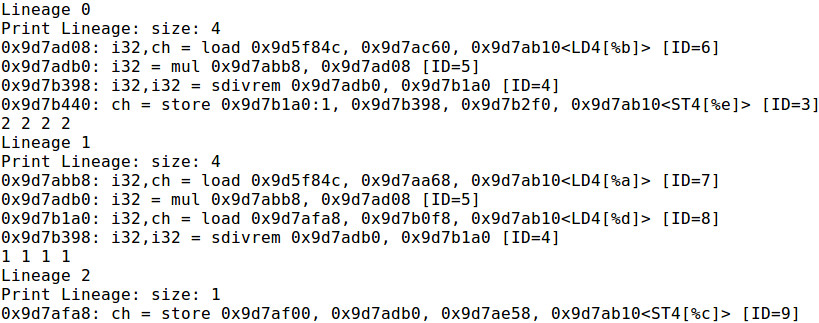 Lineage 0
Print Lineage: size: 4
0x9d7ad08: i32,ch = load 0x9d5f84c, 0x9d7ac60, 0x9d7ab10<LD4[%b]> [ID=6]
0x9d7adb0: i32 = mul 0x9d7abb8, 0x9d7ad08 [ID=5]
0x9d7b398: i32,i32 = sdivrem 0x9d7adb0, 0x9d7b1a0 [ID=4]
0x9d7b440: ch = store 0x9d7b1a0:1, 0x9d7b398, 0x9d7b2f0, 0x9d7ab10<ST4[%e]> [ID=3]
2 2 2 2
Lineage 1
Print Lineage: size: 4
0x9d7abb8: i32,ch = load 0x9d5f84c, 0x9d7aa68, 0x9d7ab10<LD4[%a]> [ID=7]
0x9d7adb0: i32 = mul 0x9d7abb8, 0x9d7ad08 [ID=5]
0x9d7b1a0: i32,ch = load 0x9d7afa8, 0x9d7b0f8, 0x9d7ab10<LD4[%d]> [ID=8]
0x9d7b398: i32,i32 = sdivrem 0x9d7adb0, 0x9d7b1a0 [ID=4]
1 1 1 1
Lineage 2
Print Lineage: size: 1
0x9d7afa8: ch = store 0x9d7af00, 0x9d7adb0, 0x9d7ae58, 0x9d7ab10<ST4[%c]> [ID=9]